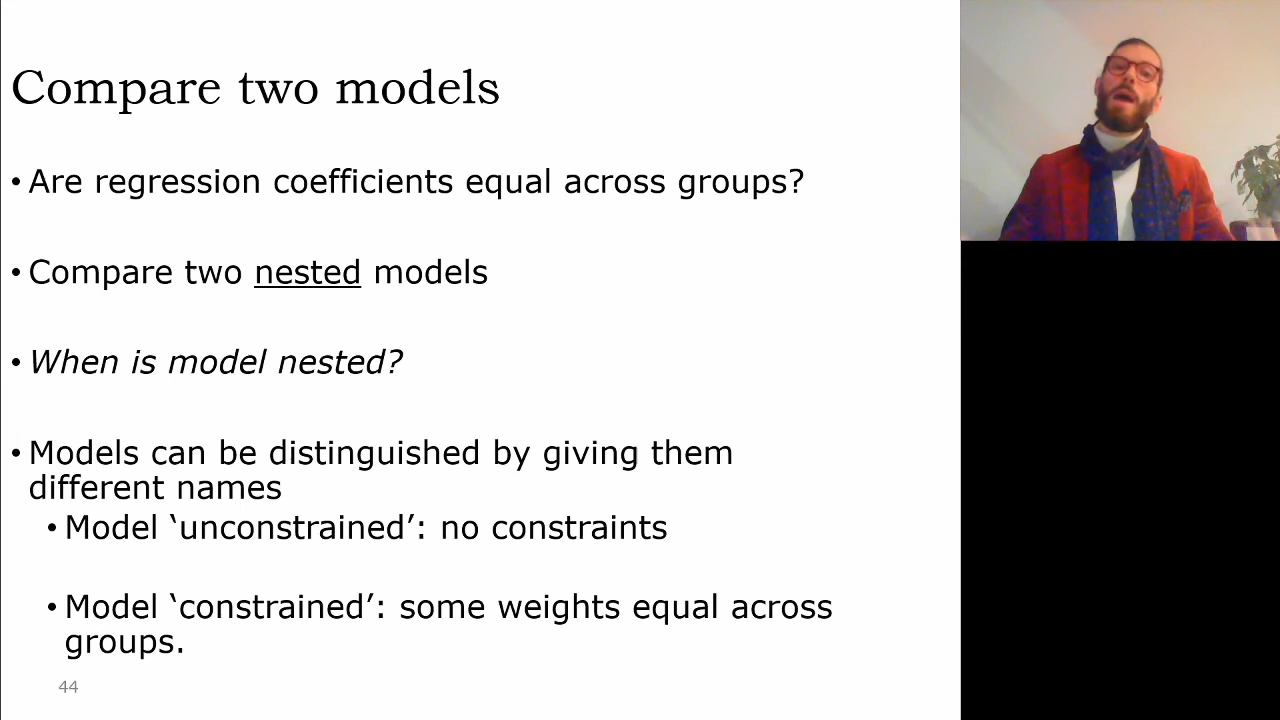 Compare two models
• Are regression coefficients equal across groups?
• Compare two nested models
• When is model nested?
• Models can be distinguished by giving them
different names
• Model ‘unconstrained’: no constraints
• Model ‘constrained’: some weights equal across
groups.
44